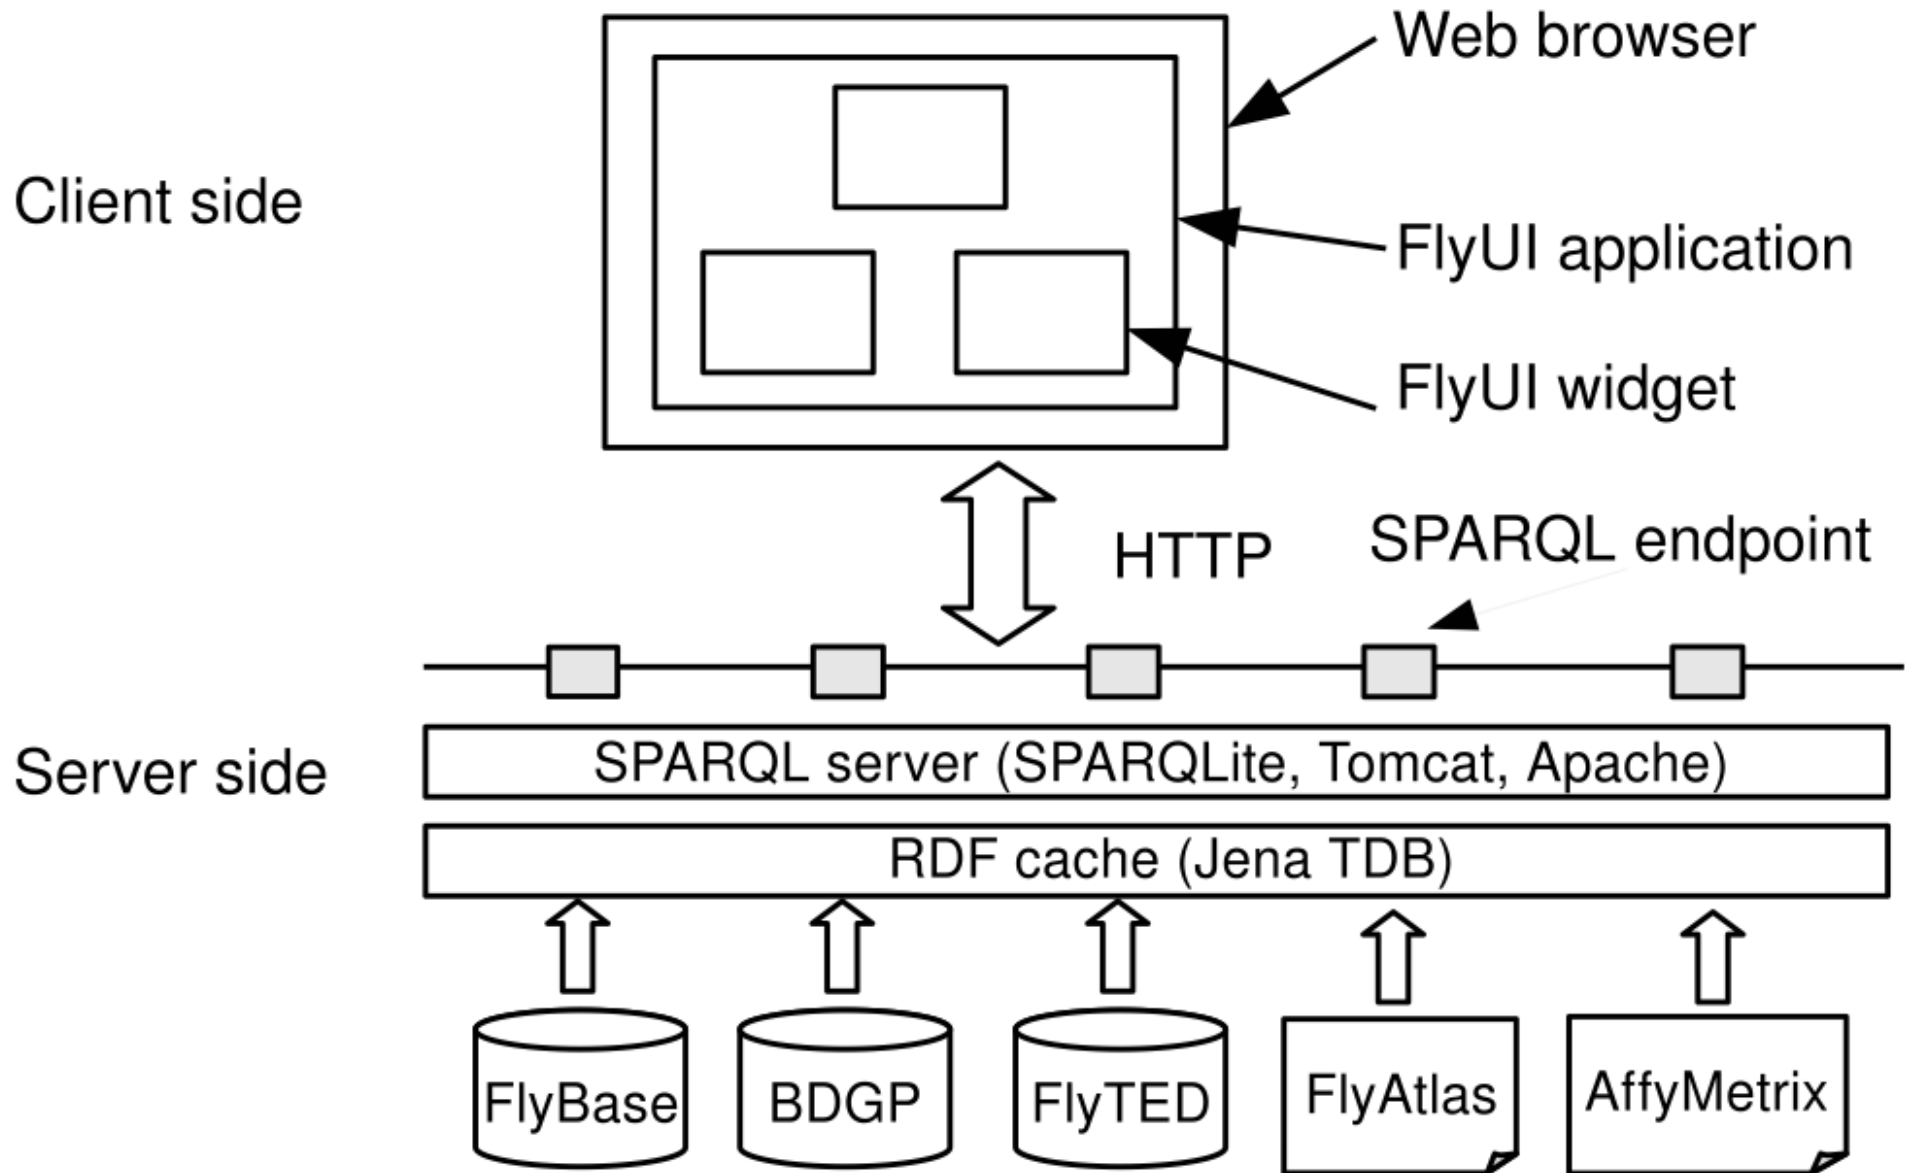 Web browser
Client side
FlyUI application
FlyUI widget
HTTP
SPARQL endpoint
Server side
SPARQL server (SPARQLite, Tomcat, Apache)
RDF cache (Jena TDB)
FlyBase
BDGP
FlyTED
FlyAtlas
AffyMetrix